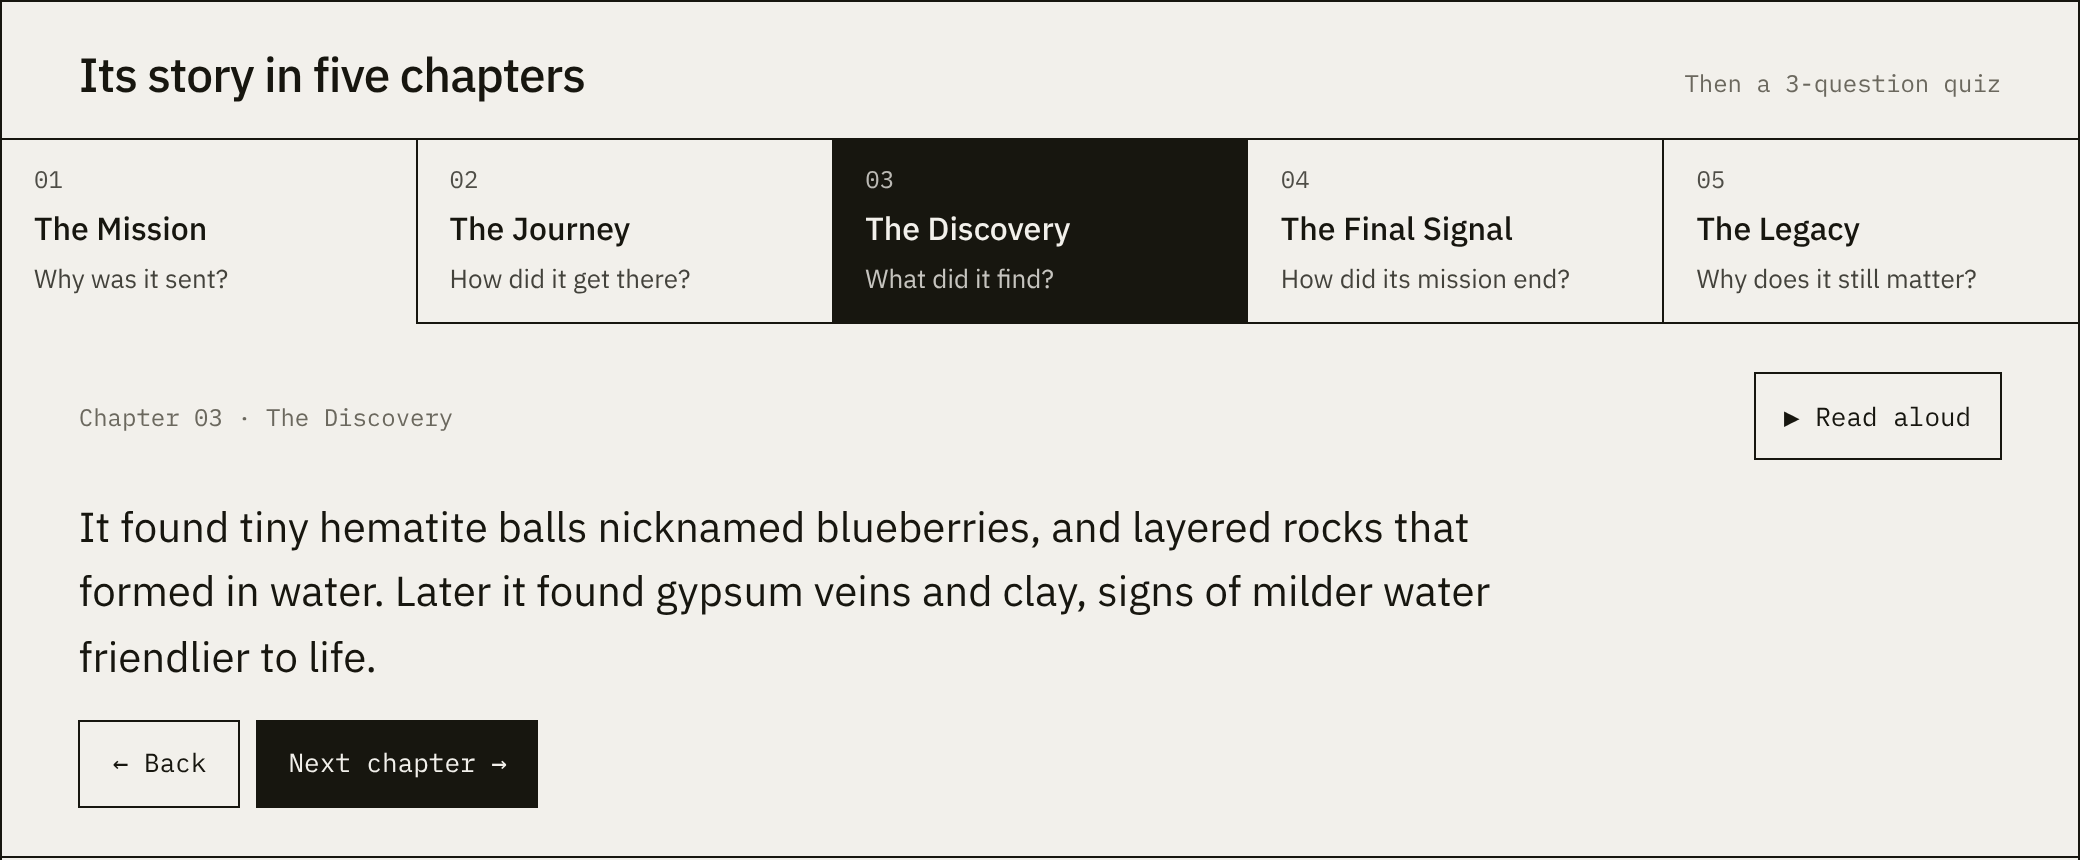 Its story in five chapters
Then a 3-question quiz
01
The Mission
Why was it sent?
02
The Journey
How did it get there?
03
The Discovery
What did it find?
04
The Final Signal
How did its mission end?
05
The Legacy
Why does it still matter?
Chapter 03 · The Discovery
▶ Read aloud
It found tiny hematite balls nicknamed blueberries, and layered rocks that
formed in water. Later it found gypsum veins and clay, signs of milder water
friendlier to life.
← Back
Next chapter →